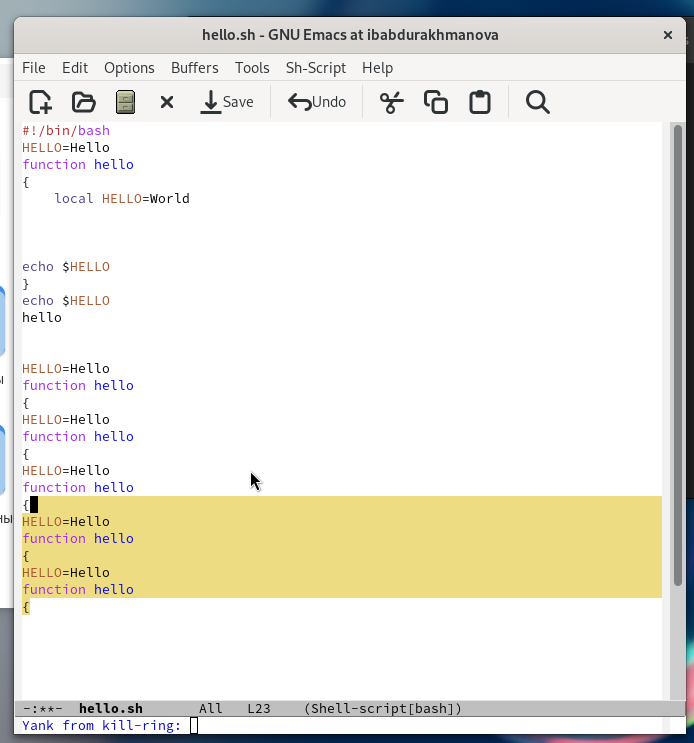 hello.sh - GNU Emacs at ibabdurakhmanova
File Edit Options Buffers Tools Sh-Script Help
Save Undo
#!/bin/bash
HELLO=Hello
function hello
{
    local HELLO=World
echo $HELLO
}
echo $HELLO
hello
HELLO=Hello
function hello
{
HELLO=Hello
function hello
{
HELLO=Hello
function hello
{
HELLO=Hello
function hello
{
HELLO=Hello
function hello
{
-:**-  hello.sh       All   L23    (Shell-script[bash])
Yank from kill-ring:
ны